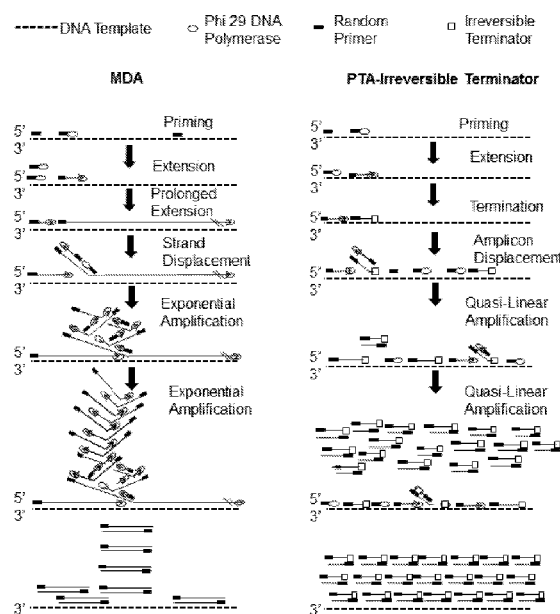 DNA Template
Phi 29 DNA
Polymerase
Random
Primer
Irreversible
Terminator
MDA
5'
Priming
3'
5'
Extension
3'
Prolonged
Extension
5'
3'
Strand
Displacement
5'
3'
Exponential
Amplification
5'
3'
Exponential
Amplification
5'
3'
3'
PTA-Irreversible Terminator
5'
Priming
3'
Extension
5'
3'
Termination
5'
3'
Amplicon
Displacement
5'
3'
Quasi-Linear
Amplification
5'
3'
Quasi-Linear
Amplification
5'
3'
3'